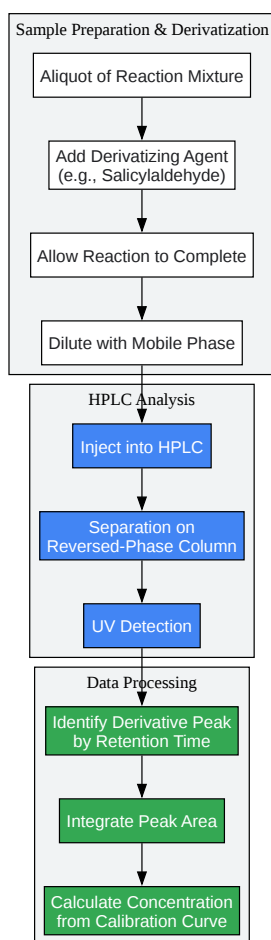 Sample Preparation & Derivatization
Aliquot of Reaction Mixture
Add Derivatizing Agent
(e.g., Salicylaldehyde)
Allow Reaction to Complete
Dilute with Mobile Phase
HPLC Analysis
Inject into HPLC
Separation on
Reversed-Phase Column
UV Detection
Data Processing
Identify Derivative Peak
by Retention Time
Integrate Peak Area
Calculate Concentration
from Calibration Curve